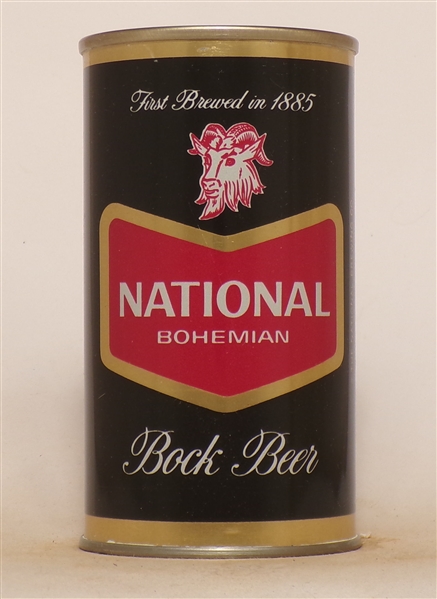 First Brewed in 1885
NATIONAL
BOHEMIAN
Bock Beer